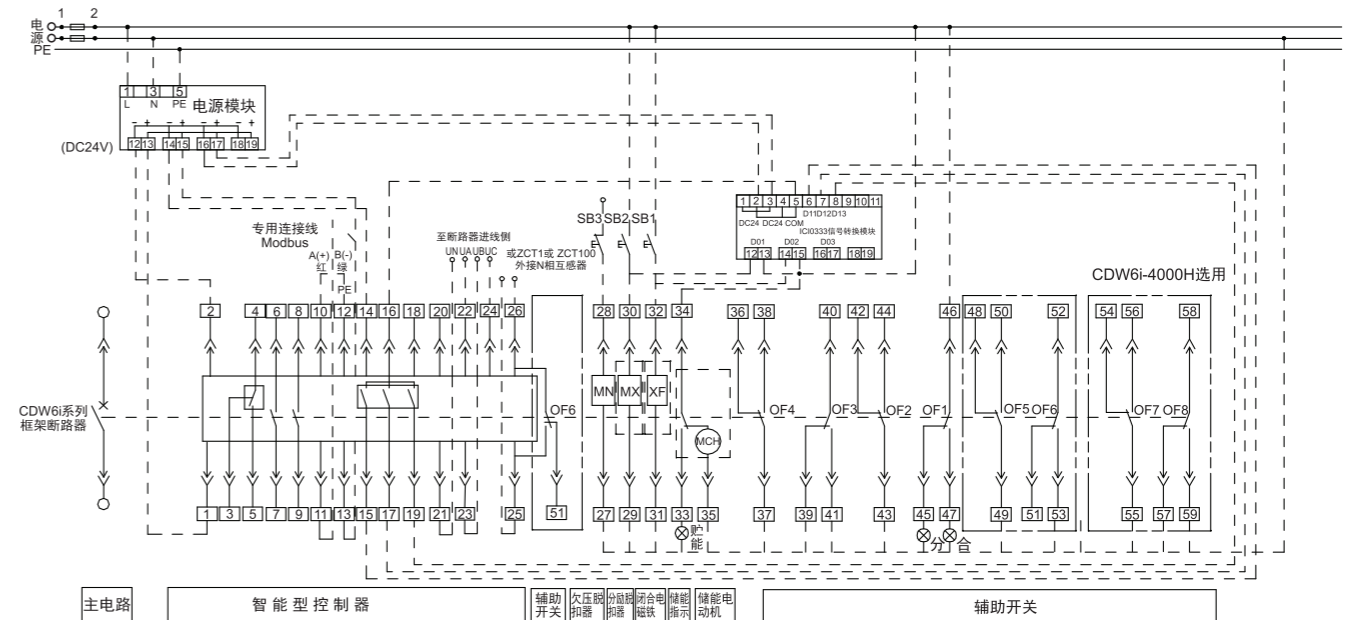 1 2
电
源
PE
1 3 5
L N PE 电源模块
- + - + - + - +
12 13 14 15 16 17 18 19
(DC24V)
专用连接线
Modbus
A(+) B(-)
红 绿
PE
至断路器进线侧
UN UA UB UC
或ZCT1或 ZCT100
外接N相互感器
SB3 SB2 SB1
1 2 3 4 5 6 7 8 9 10 11
D11 D12 D13
DC24 DC24 COM
ICI0333信号转换模块
D01 D02 D03
12 13 14 15 16 17 18 19
CDW6i-4000H选用
2 4 6 8 10 12 14 16 18 20 22 24 26 28 30 32 34 36 38 40 42 44 46 48 50 52 54 56 58
MN MX XF
CDW6i系列
框架断路器
OF6 OF4 OF3 OF2 OF1 OF5 OF6 OF7 OF8
MCH
1 3 5 7 9 11 13 15 17 19 21 23 25 51 27 29 31 33 35 37 39 41 43 45 47 49 51 53 55 57 59
贮
能
分 合
主电路
智能型控制器
辅助
开关
欠压脱
扣器
分励脱
扣器
闭合电
磁铁
储能
指示
储能电
动机
辅助开关